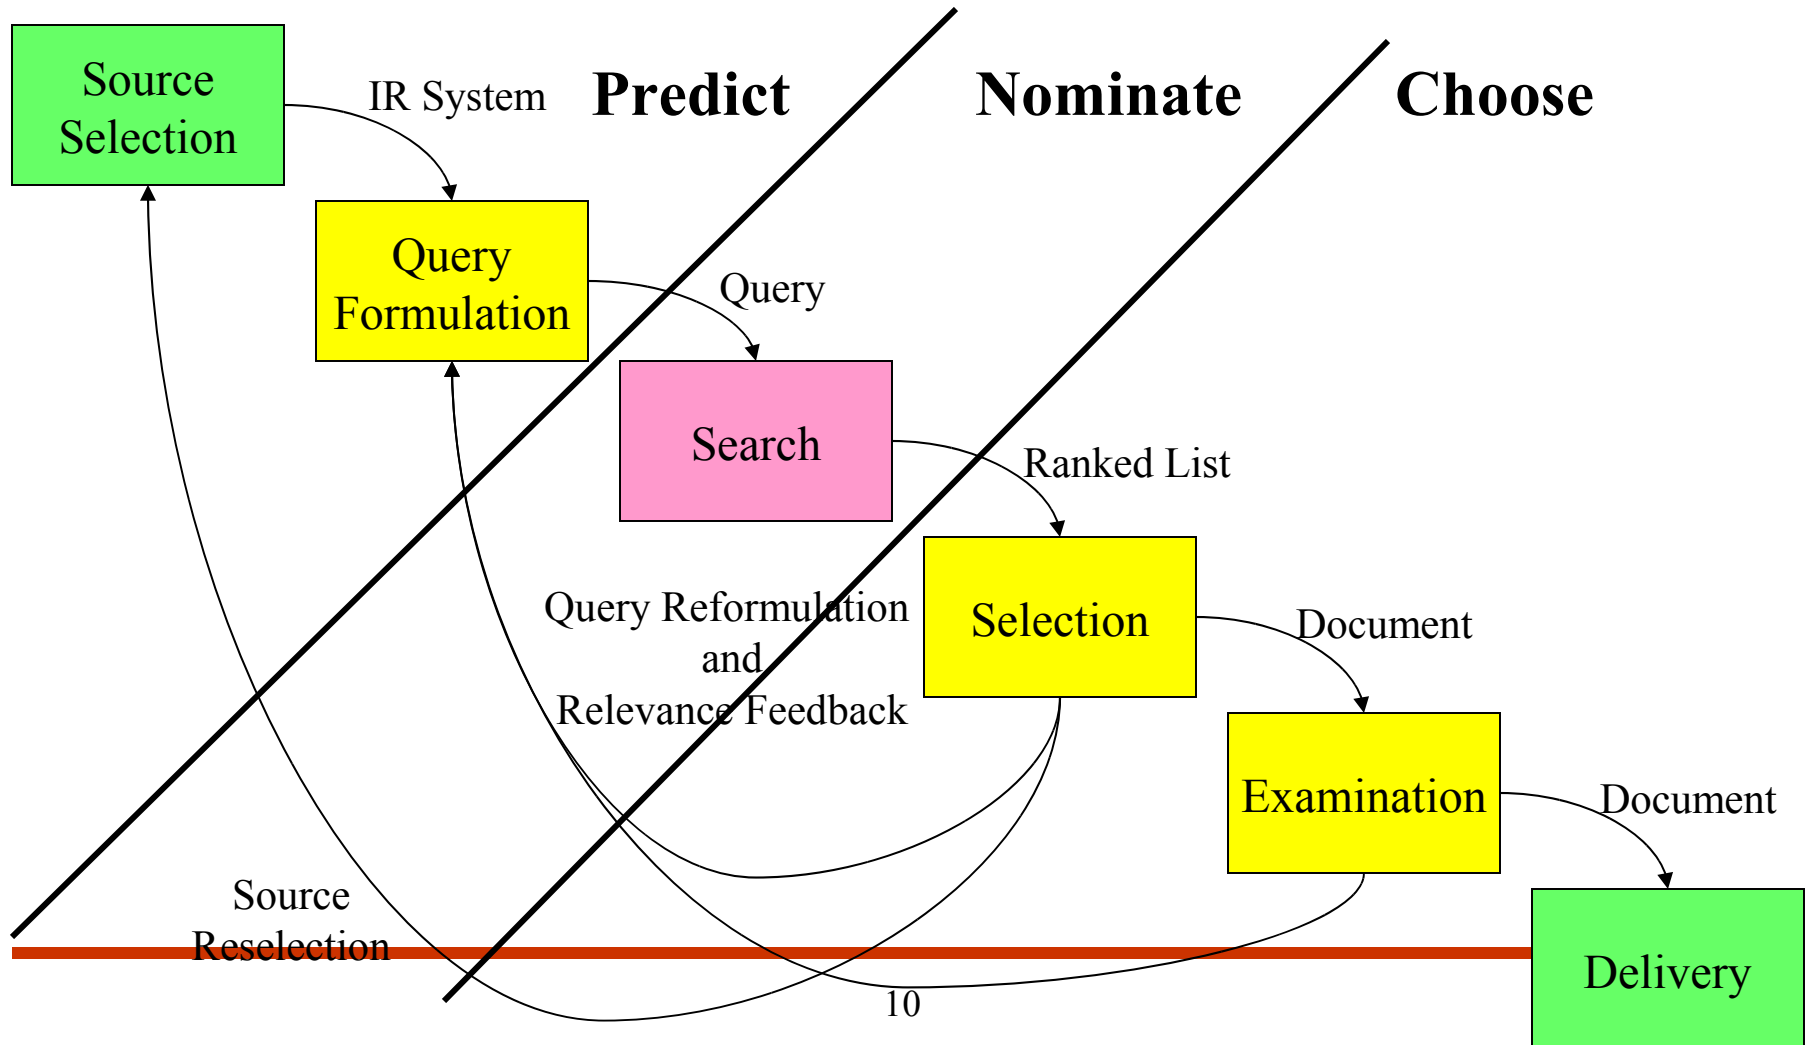 Source
Selection
IR System
Predict
Nominate
Choose
Query
Formulation
Query
Search
Ranked List
Query Reformulation
and
Relevance Feedback
Selection
Document
Examination
Document
Source
Reselection
Delivery
10